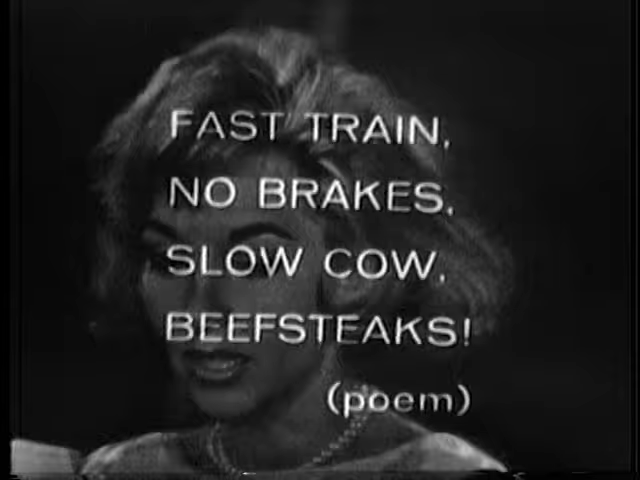 FAST TRAIN,
NO BRAKES,
SLOW COW,
BEEFSTEAKS!
(poem)